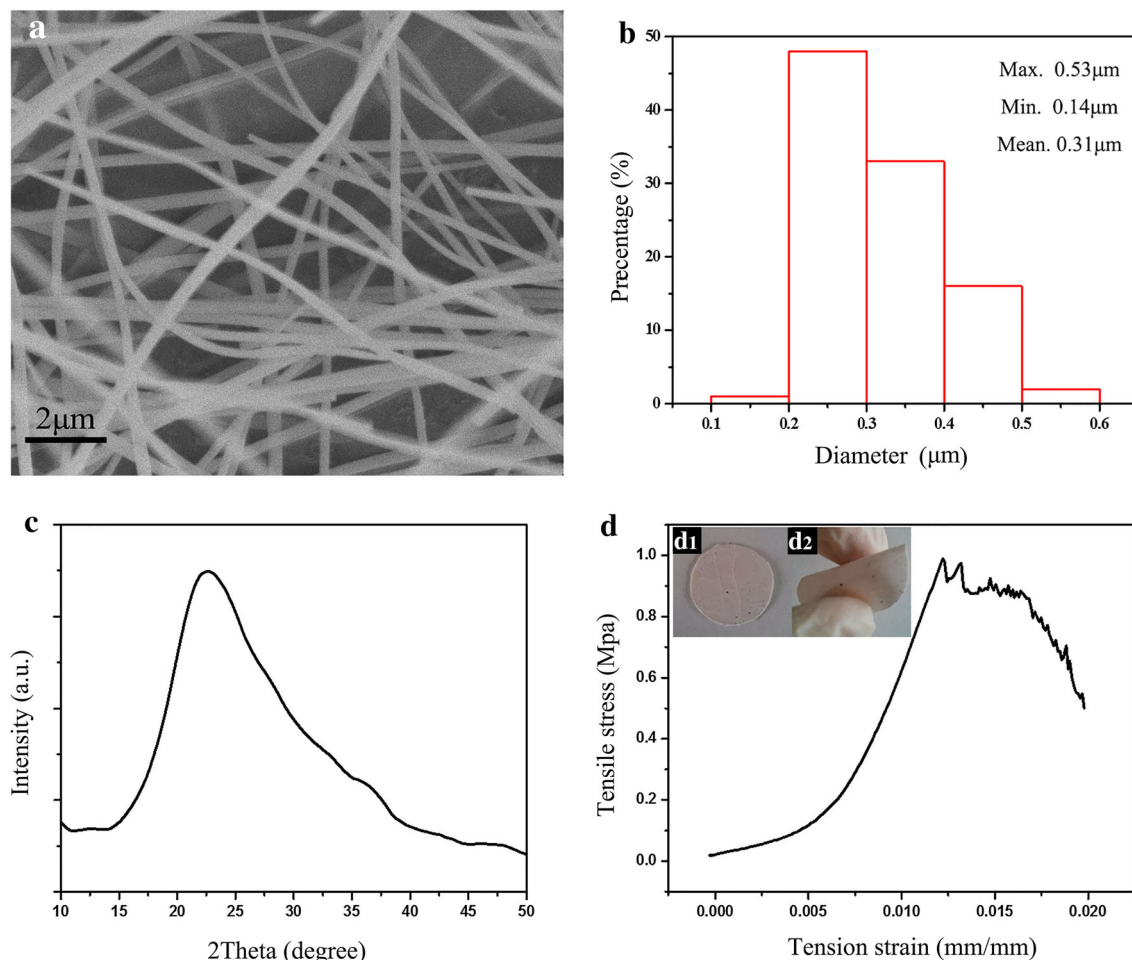 a
2μm
b
50
40
30
20
10
0
Precentage (%)
Max. 0.53μm
Min. 0.14μm
Mean. 0.31μm
0.1 0.2 0.3 0.4 0.5 0.6
Diameter (μm)
c
Intensity (a.u.)
10 15 20 25 30 35 40 45 50
2Theta (degree)
d
d1 d2
1.0
0.8
0.6
0.4
0.2
0.0
Tensile stress (Mpa)
0.000 0.005 0.010 0.015 0.020
Tension strain (mm/mm)